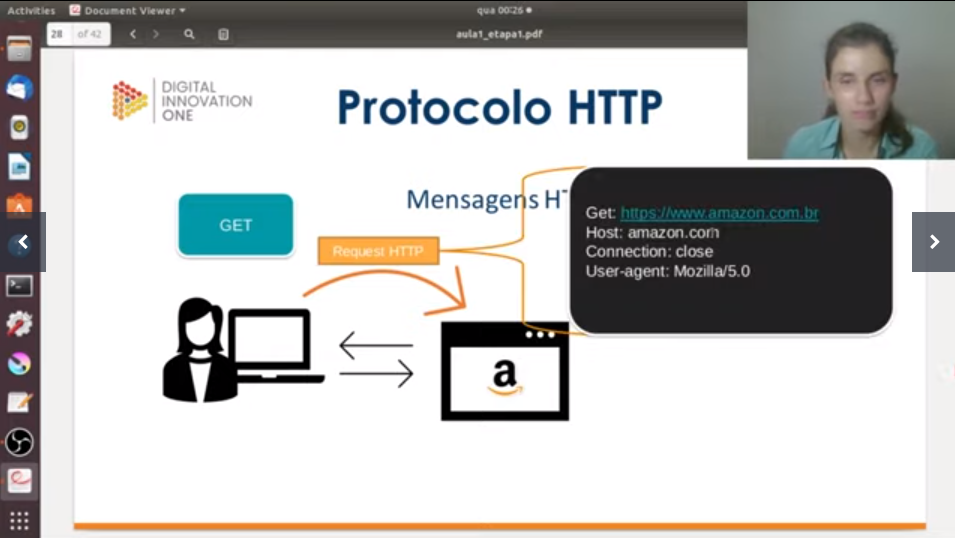 Activities Document Viewer qua 00:26
28 of 42 aula1_etapa1.pdf
DIGITAL
INNOVATION
ONE
Protocolo HTTP
Mensagens
GET
Request HTTP
Get: https://www.amazon.com.br
Host: amazon.com
Connection: close
User-agent: Mozilla/5.0
a